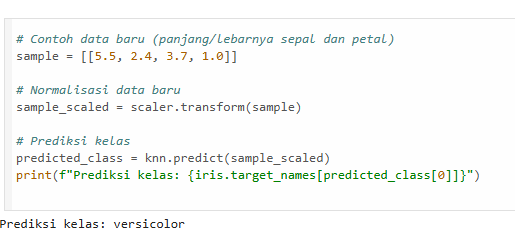 # Contoh data baru (panjang/lebarnya sepal dan petal)
sample = [[5.5, 2.4, 3.7, 1.0]]
# Normalisasi data baru
sample_scaled = scaler.transform(sample)
# Prediksi kelas
predicted_class = knn.predict(sample_scaled)
print(f"Prediksi kelas: {iris.target_names[predicted_class[0]]}")
Prediksi kelas: versicolor